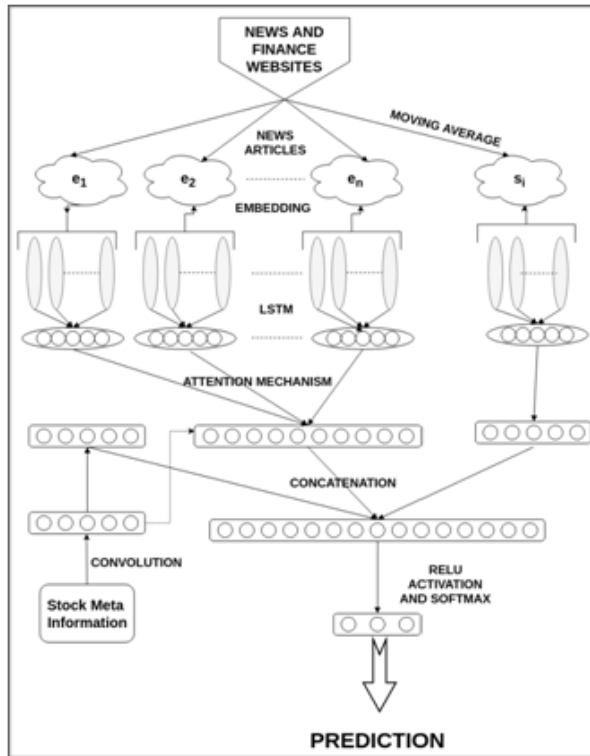 NEWS AND
FINANCE
WEBSITES
MOVING AVERAGE
NEWS
ARTICLES
e1
e2
en
si
EMBEDDING
LSTM
ATTENTION MECHANISM
CONCATENATION
CONVOLUTION
RELU
ACTIVATION
AND SOFTMAX
Stock Meta
Information
PREDICTION